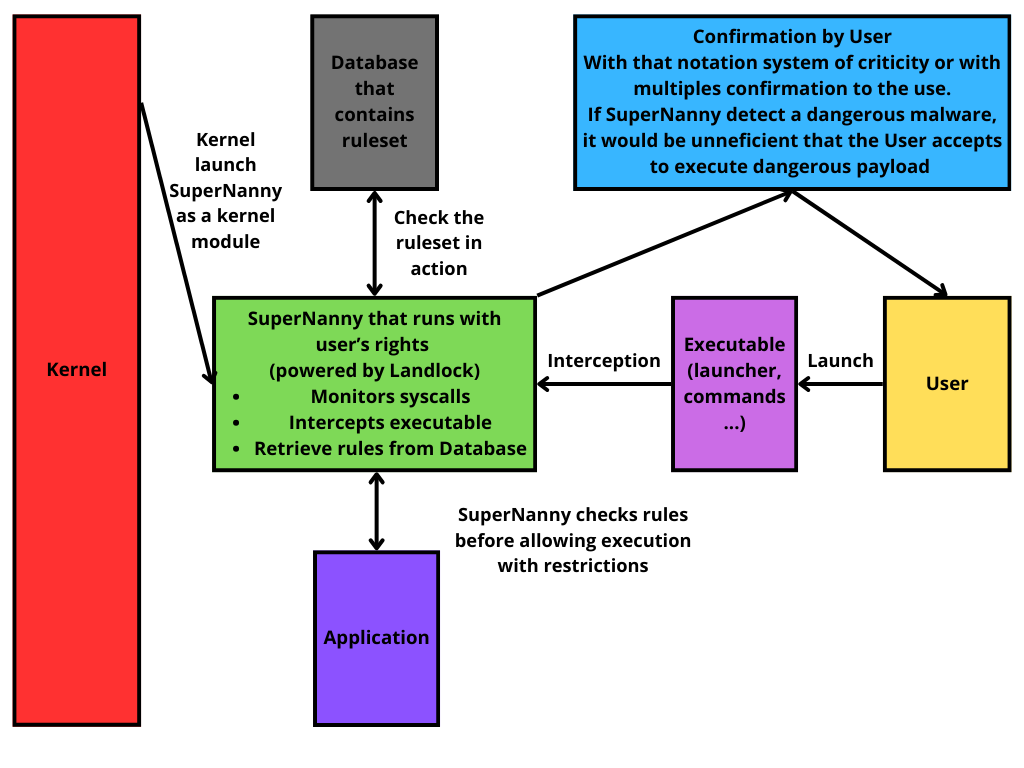 Kernel
Kernel
launch
SuperNanny
as a kernel
module
Database
that
contains
ruleset
Check the
ruleset in
action
Confirmation by User
With that notation system of criticity or with
multiples confirmation to the use.
If SuperNanny detect a dangerous malware,
it would be unneficient that the User accepts
to execute dangerous payload
SuperNanny that runs with
user’s rights
(powered by Landlock)
• Monitors syscalls
• Intercepts executable
• Retrieve rules from Database
Interception
Executable
(launcher,
commands
...)
Launch
User
SuperNanny checks rules
before allowing execution
with restrictions
Application